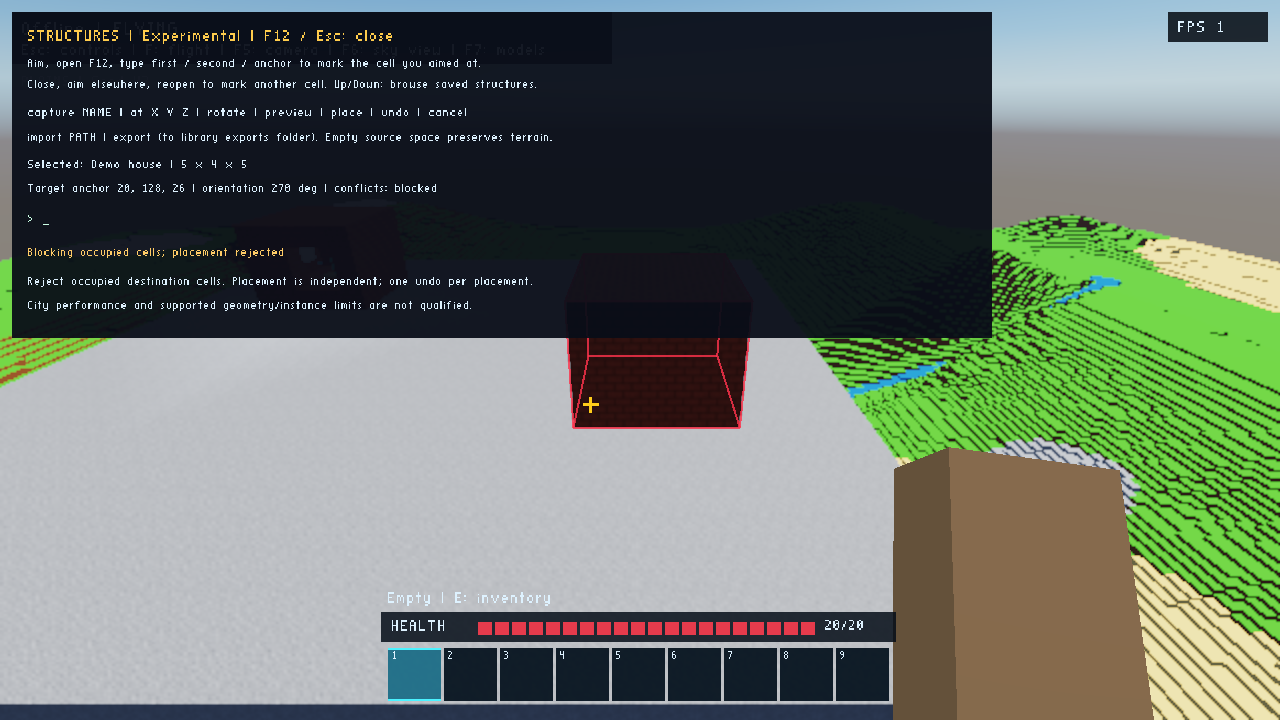 STRUCTURES | Experimental | F12 / Esc: close
FPS 1
Aim, open F12, type first / second / anchor to mark the cell you aimed at.
Close, aim elsewhere, reopen to mark another cell. Up/Down: browse saved structures.
capture NAME | at X Y Z | rotate | preview | place | undo | cancel
import PATH | export (to library exports folder). Empty source space preserves terrain.
Selected: Demo house | 5 x 4 x 5
Target anchor 20, 128, 26 | orientation 270 deg | conflicts: blocked
> _
Blocking occupied cells; placement rejected
Reject occupied destination cells. Placement is independent; one undo per placement.
City performance and supported geometry/instance limits are not qualified.
Empty | E: inventory
HEALTH 20/20
1 2 3 4 5 6 7 8 9